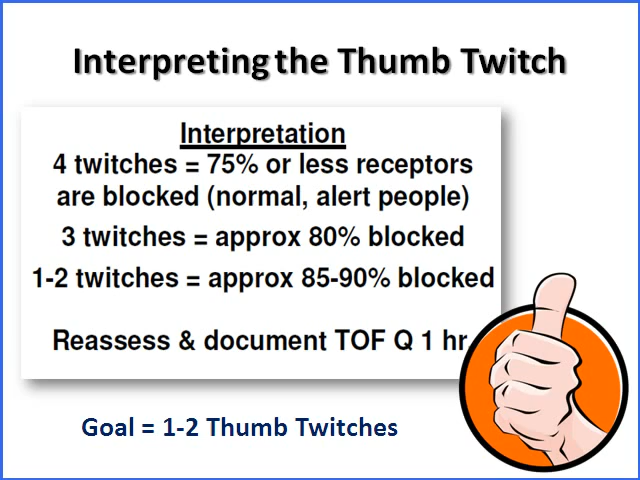 Interpreting the Thumb Twitch
Interpretation
4 twitches = 75% or less receptors
are blocked (normal, alert people)
3 twitches = approx 80% blocked
1-2 twitches = approx 85-90% blocked
Reassess & document TOF Q 1 hr.
Goal = 1-2 Thumb Twitches